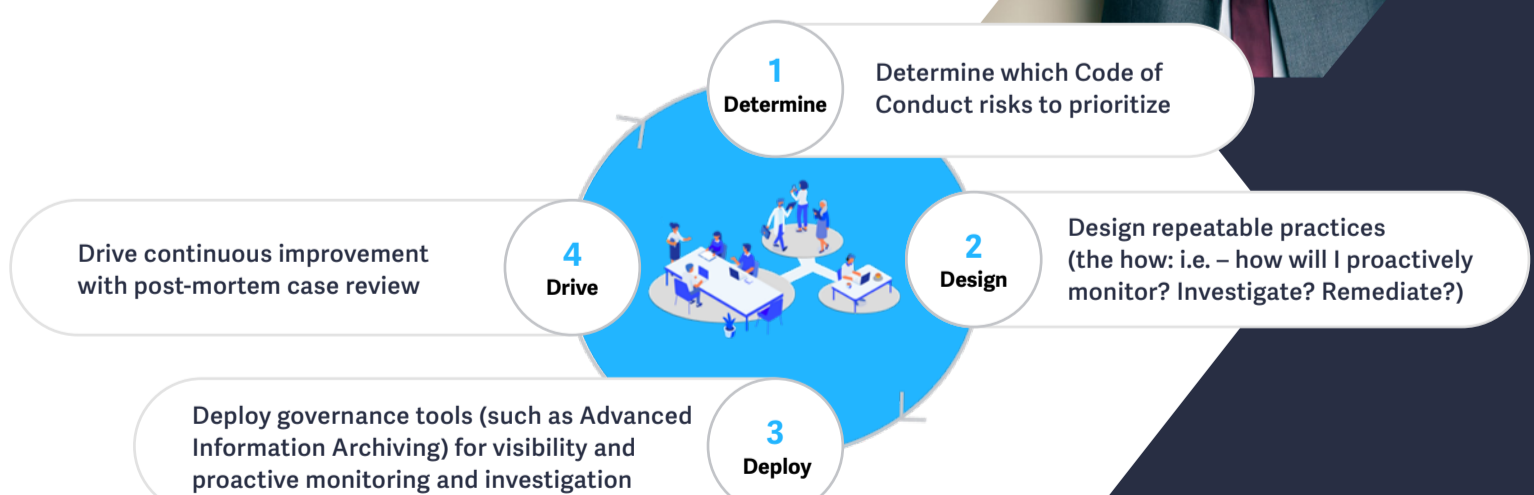 1
Determine
Determine which Code of
Conduct risks to prioritize
2
Design
Design repeatable practices
(the how: i.e. – how will I proactively
monitor? Investigate? Remediate?)
3
Deploy
Deploy governance tools (such as Advanced
Information Archiving) for visibility and
proactive monitoring and investigation
4
Drive
Drive continuous improvement
with post-mortem case review